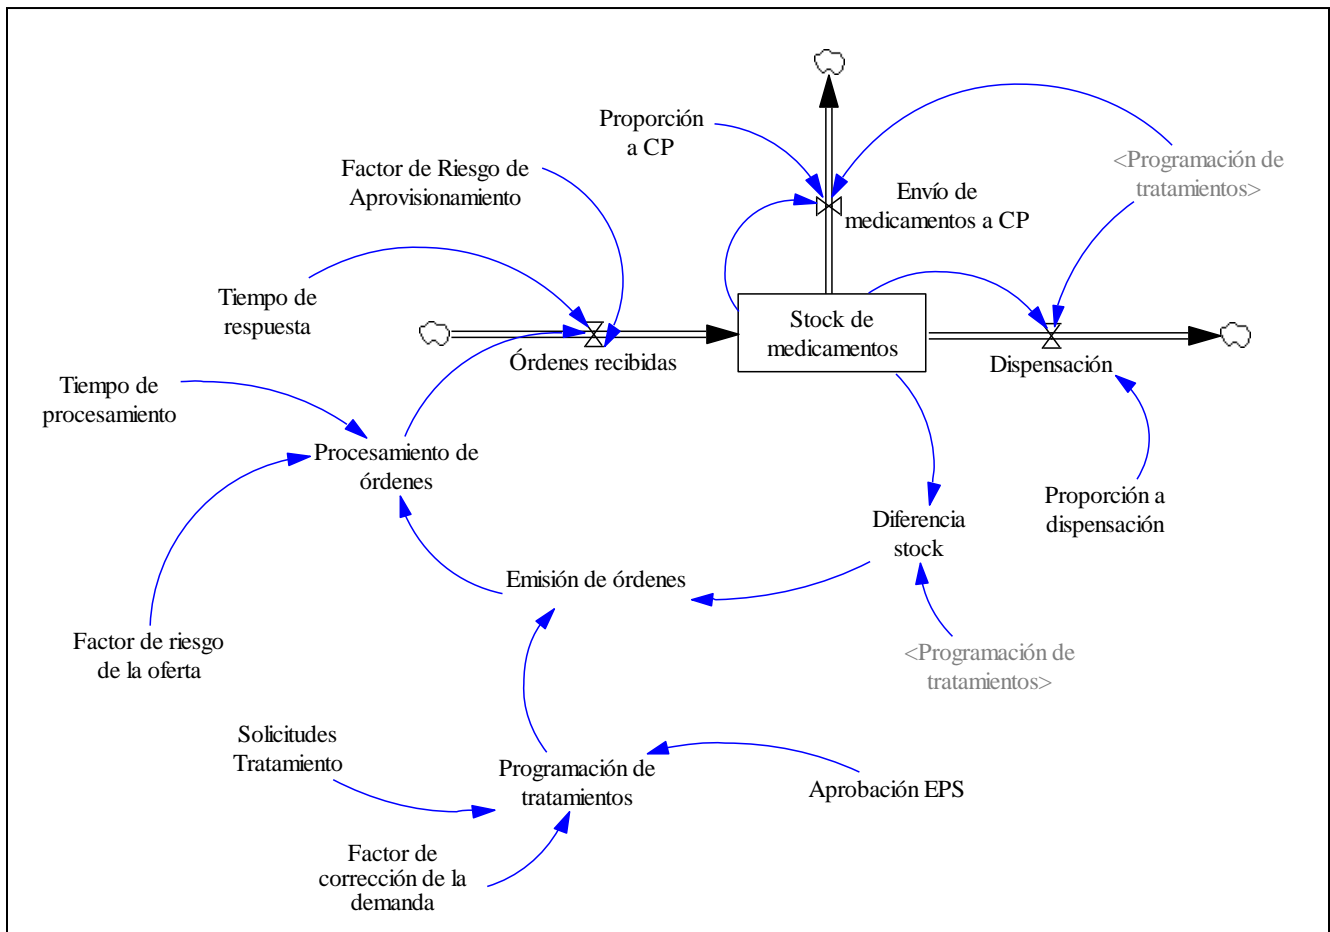 Proporción
a CP
Factor de Riesgo de
Aprovisionamiento
<Programación de
tratamientos>
Envío de
medicamentos a CP
Tiempo de
respuesta
Stock de
medicamentos
Órdenes recibidas
Dispensación
Tiempo de
procesamiento
Procesamiento de
órdenes
Proporción a
dispensación
Diferencia
stock
Emisión de órdenes
Factor de riesgo
de la oferta
<Programación de
tratamientos>
Solicitudes
Tratamiento
Programación de
tratamientos
Aprobación EPS
Factor de
corrección de la
demanda